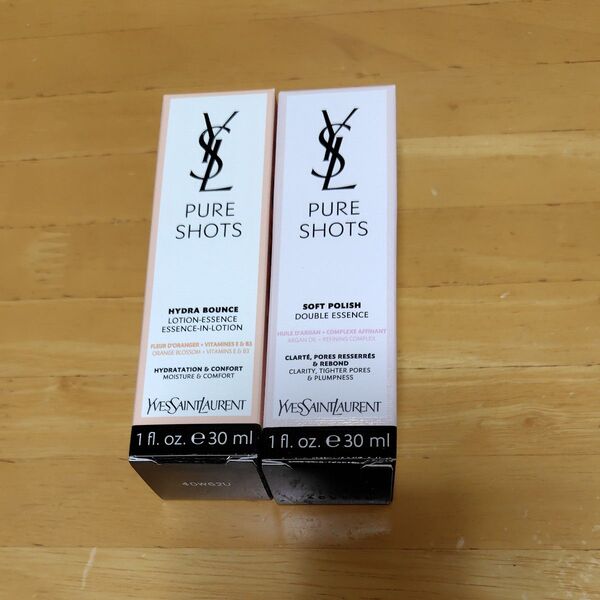 YSL
PURE
SHOTS
HYDRA BOUNCE
LOTION-ESSENCE
ESSENCE-IN-LOTION
FLEUR D'ORANGER + VITAMINES E & B3
ORANGE BLOSSOM + VITAMINS E & B3
HYDRATATION & CONFORT
MOISTURE & COMFORT
YVESSAINTLAURENT
1 fl. oz. e 30 ml
40W62U
YSL
PURE
SHOTS
SOFT POLISH
DOUBLE ESSENCE
HUILE D'ARGAN + COMPLEXE AFFINANT
ARGAN OIL + REFINING COMPLEX
CLARTÉ, PORES RESSERRÉS
& REBOND
CLARITY, TIGHTER PORES
& PLUMPNESS
YVESSAINTLAURENT
1 fl. oz. e 30 ml